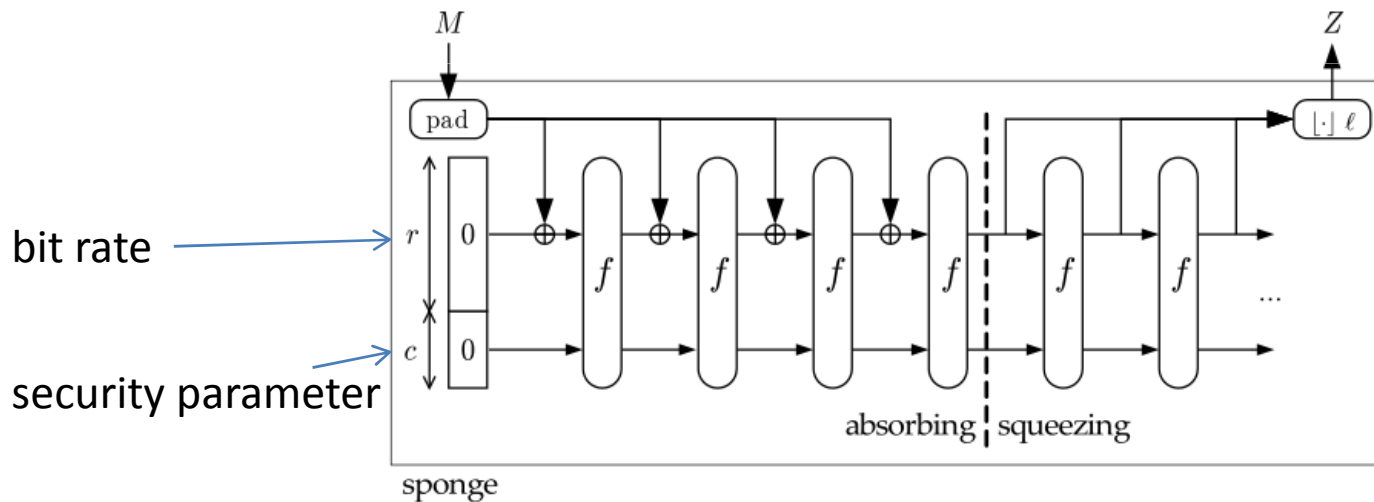 M
Z
pad
⌊·⌋ ℓ
bit rate
r
0
f
f
f
f
f
f
...
c
0
security parameter
absorbing
squeezing
sponge